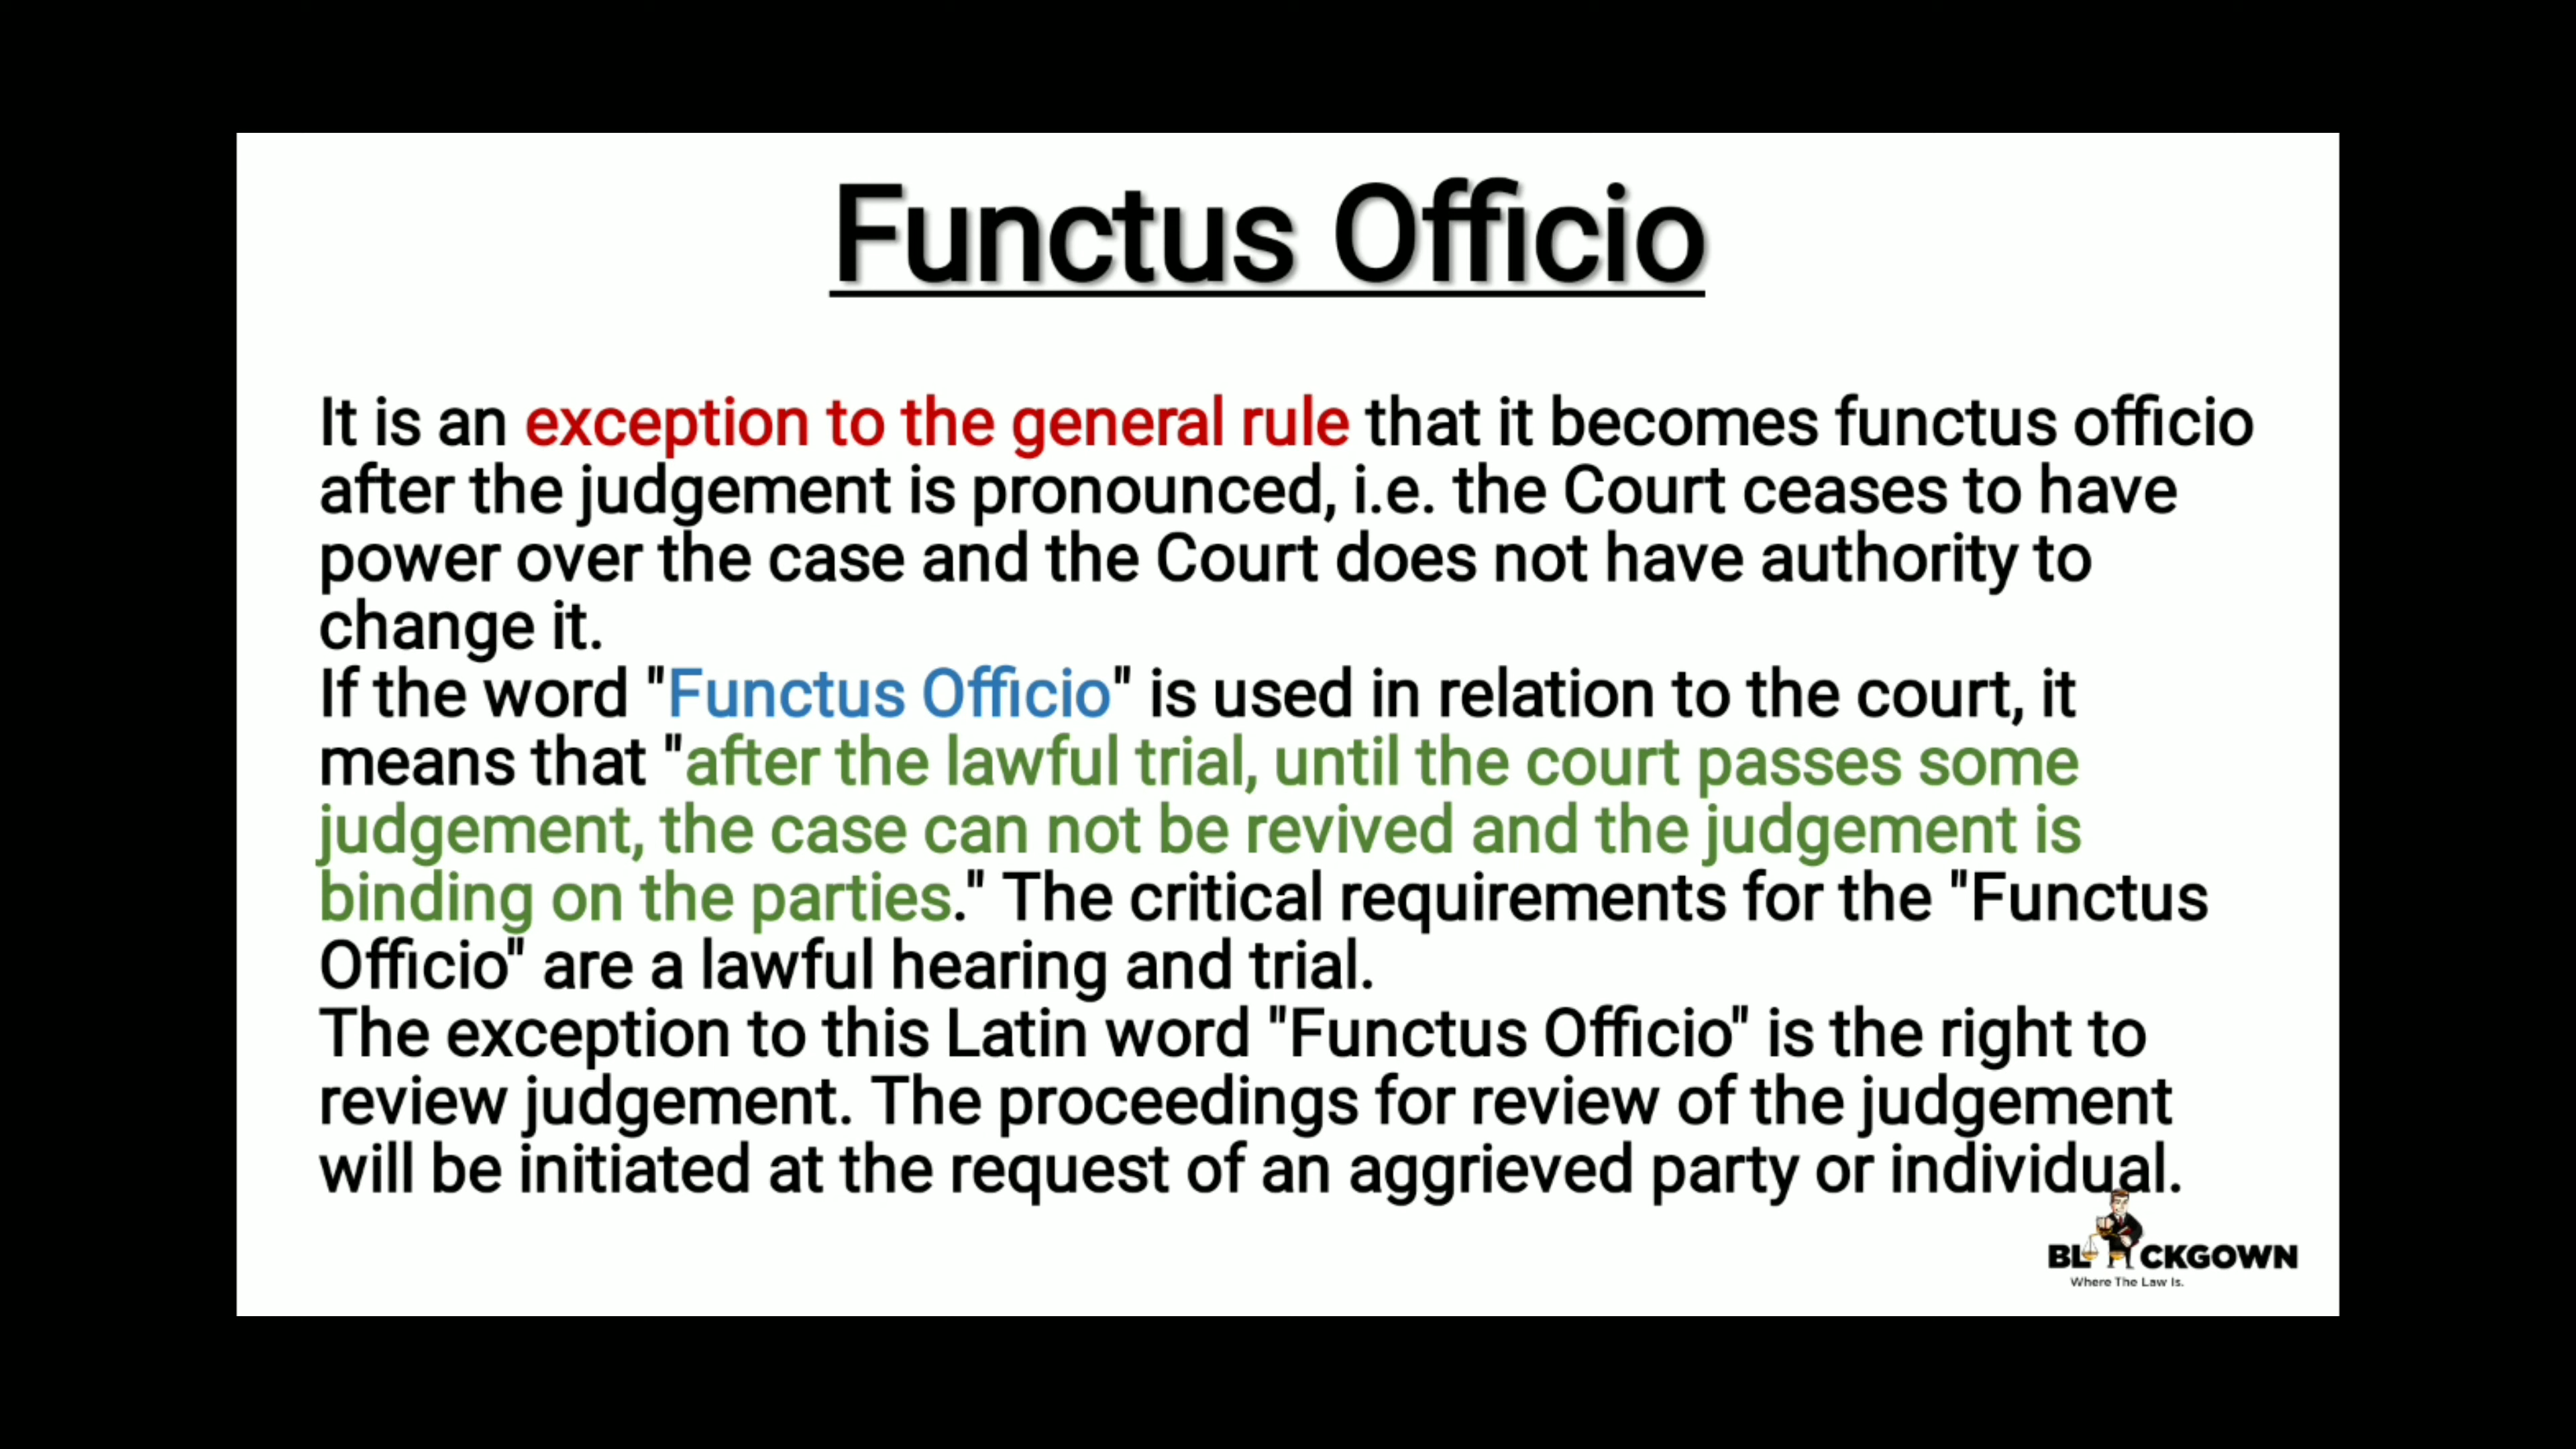 Functus Officio
It is an exception to the general rule that it becomes functus officio
after the judgement is pronounced, i.e. the Court ceases to have
power over the case and the Court does not have authority to
change it.
If the word "Functus Officio" is used in relation to the court, it
means that "after the lawful trial, until the court passes some
judgement, the case can not be revived and the judgement is
binding on the parties." The critical requirements for the "Functus
Officio" are a lawful hearing and trial.
The exception to this Latin word "Functus Officio" is the right to
review judgement. The proceedings for review of the judgement
will be initiated at the request of an aggrieved party or individual.
BLACKGOWN
Where The Law Is.